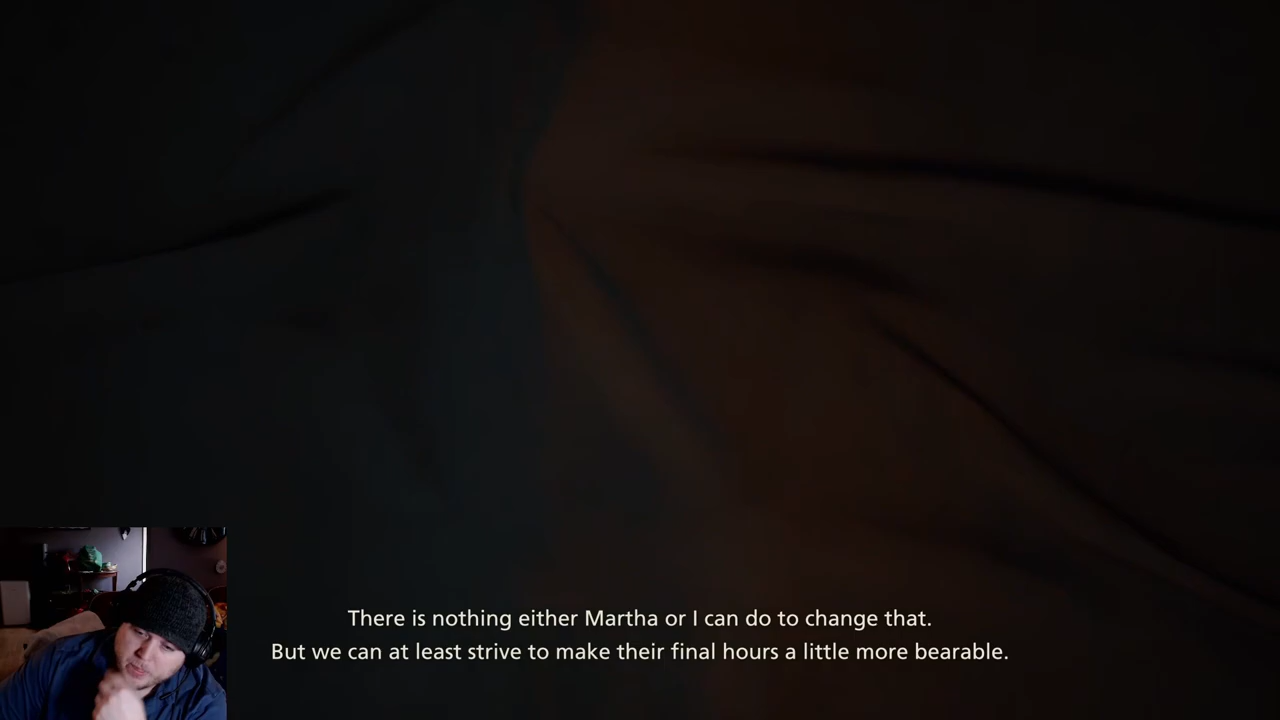 There is nothing either Martha or I can do to change that.
But we can at least strive to make their final hours a little more bearable.